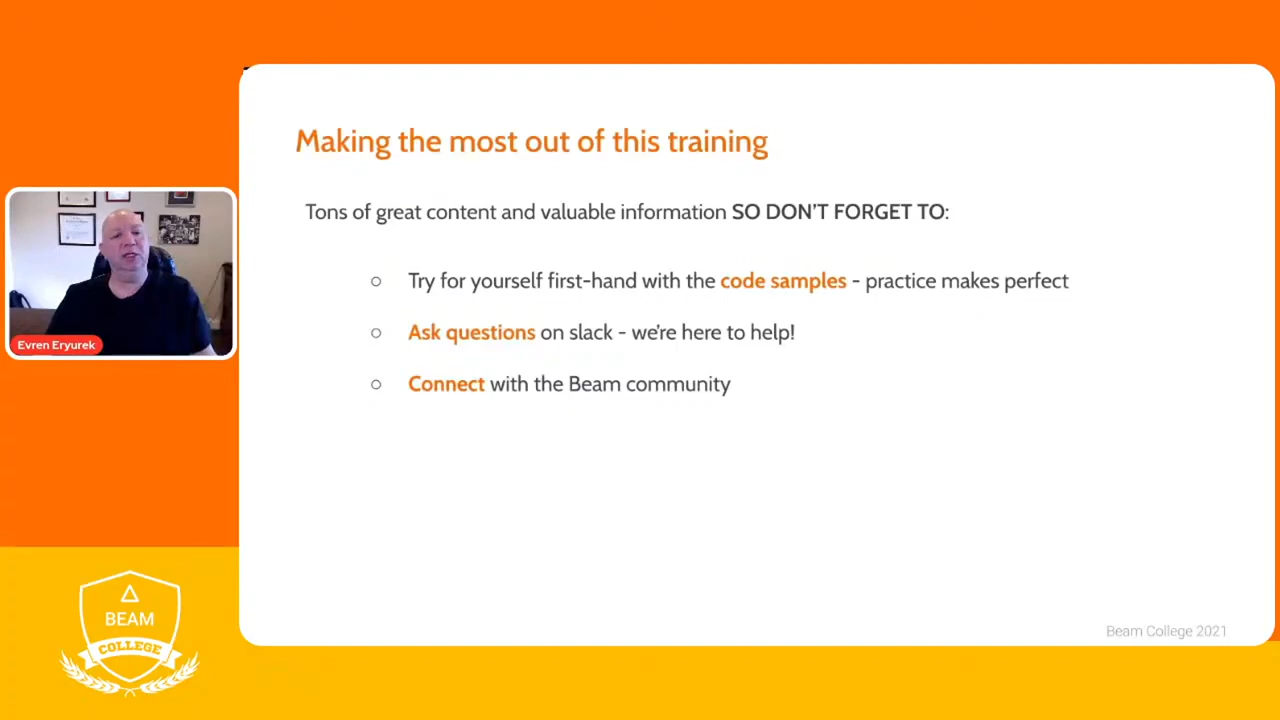 Making the most out of this training
Tons of great content and valuable information SO DON'T FORGET TO:
○ Try for yourself first-hand with the code samples - practice makes perfect
○ Ask questions on slack - we're here to help!
○ Connect with the Beam community
Evren Eryurek
BEAM
COLLEGE
Beam College 2021